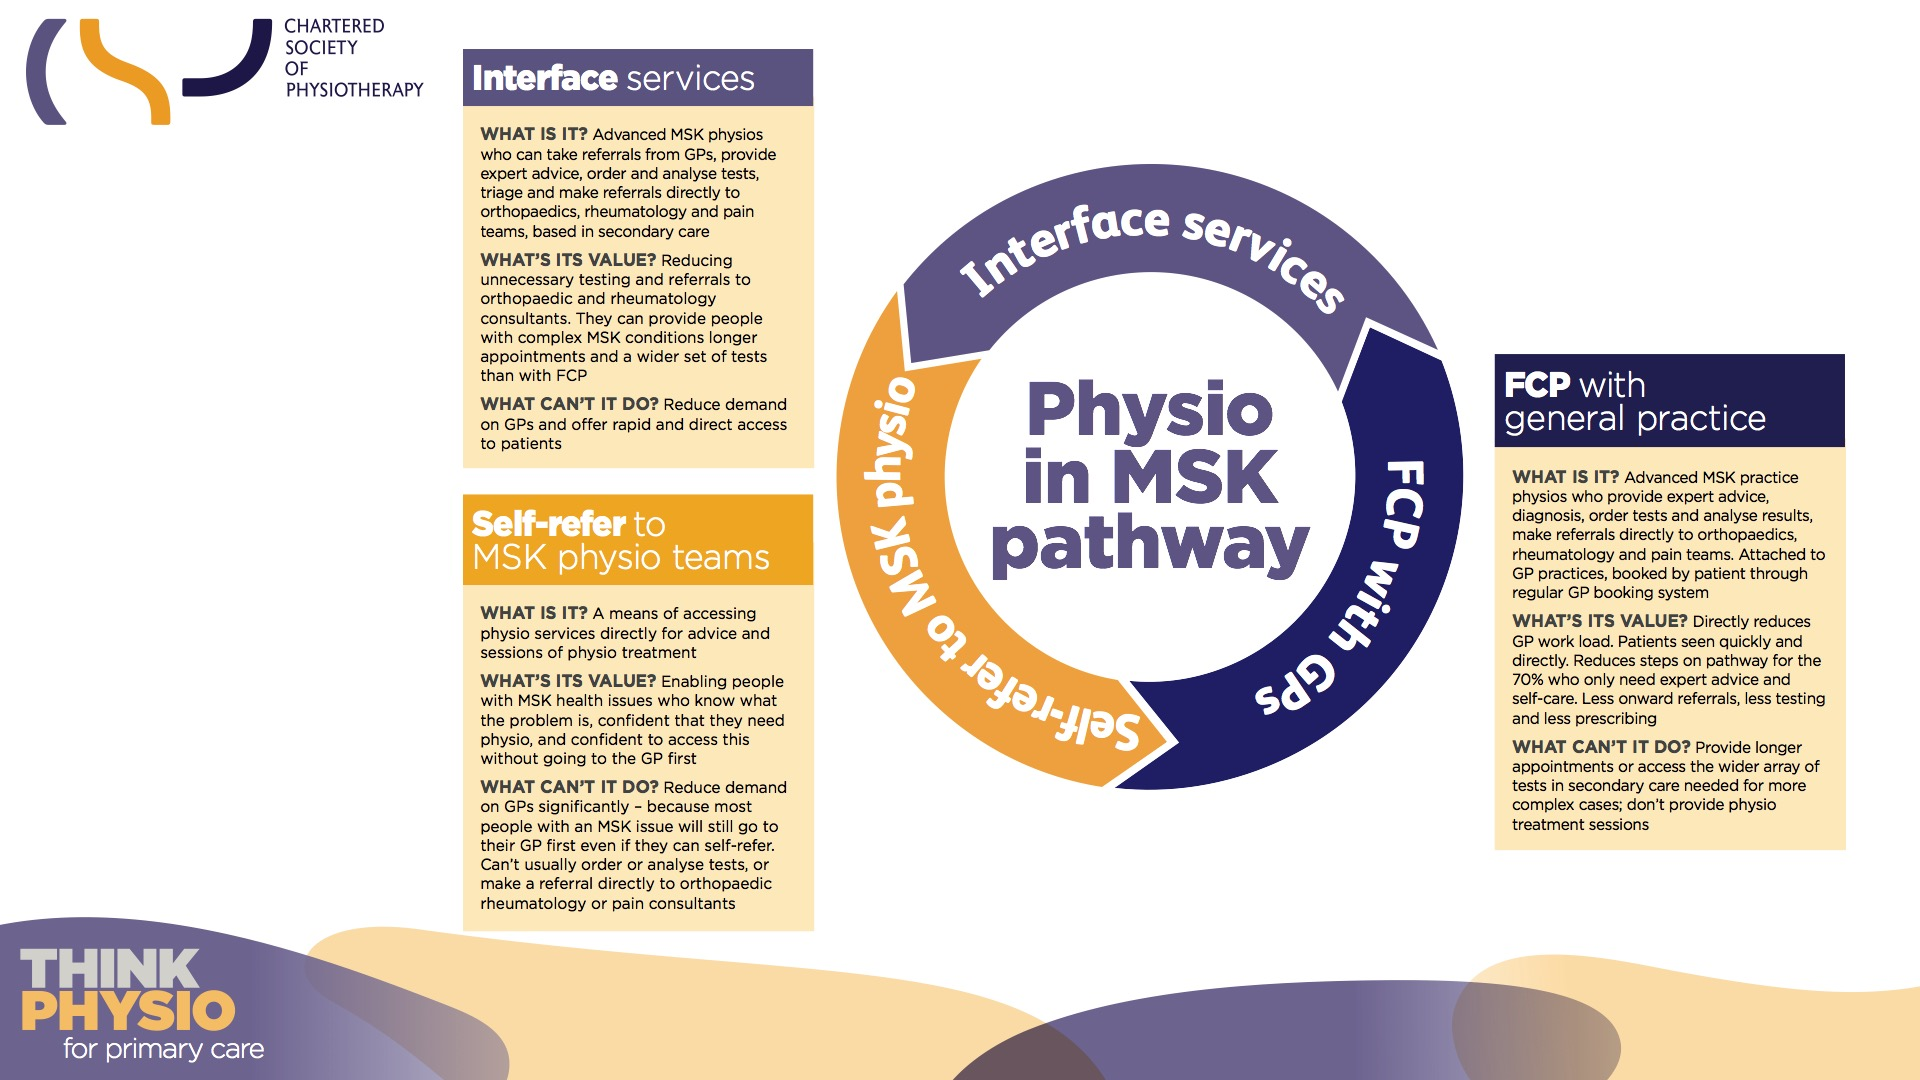 CHARTERED
SOCIETY
OF
PHYSIOTHERAPY
Interface services
WHAT IS IT? Advanced MSK physios
who can take referrals from GPs, provide
expert advice, order and analyse tests,
triage and make referrals directly to
orthopaedics, rheumatology and pain
teams, based in secondary care
WHAT'S ITS VALUE? Reducing
unnecessary testing and referrals to
orthopaedic and rheumatology
consultants. They can provide people
with complex MSK conditions longer
appointments and a wider set of tests
than with FCP
WHAT CAN'T IT DO? Reduce demand
on GPs and offer rapid and direct access
to patients
Self-refer to
MSK physio teams
WHAT IS IT? A means of accessing
physio services directly for advice and
sessions of physio treatment
WHAT'S ITS VALUE? Enabling people
with MSK health issues who know what
the problem is, confident that they need
physio, and confident to access this
without going to the GP first
WHAT CAN'T IT DO? Reduce demand
on GPs significantly – because most
people with an MSK issue will still go to
their GP first even if they can self-refer.
Can't usually order or analyse tests, or
make a referral directly to orthopaedic
rheumatology or pain consultants
Interface services
FCP with GPs
Self-refer to MSK physio
Physio
in MSK
pathway
FCP with
general practice
WHAT IS IT? Advanced MSK practice
physios who provide expert advice,
diagnosis, order tests and analyse results,
make referrals directly to orthopaedics,
rheumatology and pain teams. Attached to
GP practices, booked by patient through
regular GP booking system
WHAT'S ITS VALUE? Directly reduces
GP work load. Patients seen quickly and
directly. Reduces steps on pathway for the
70% who only need expert advice and
self-care. Less onward referrals, less testing
and less prescribing
WHAT CAN'T IT DO? Provide longer
appointments or access the wider array of
tests in secondary care needed for more
complex cases; don't provide physio
treatment sessions
THINK
PHYSIO
for primary care